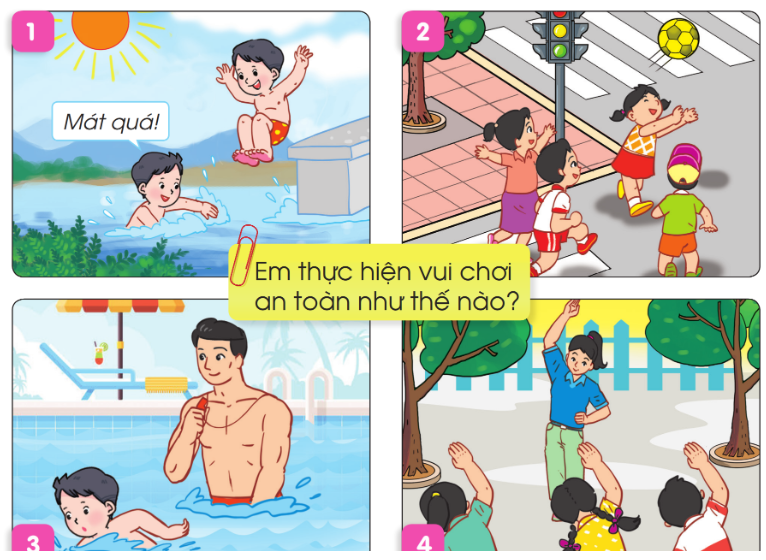 1
2
Mát quá!
Em thực hiện vui chơi
an toàn như thế nào?
3
4